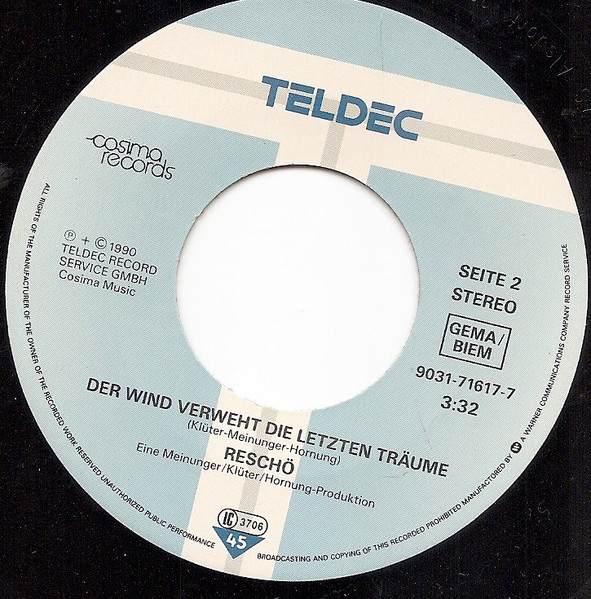 TELDEC
cosima
records
Ⓟ + © 1990
TELDEC RECORD
SERVICE GMBH
Cosima Music
SEITE 2
STEREO
GEMA/
BIEM
9031-71617-7
3:32
DER WIND VERWEHT DIE LETZTEN TRÄUME
(Klüter-Meinunger-Hornung)
RESCHÖ
Eine Meinunger/Klüter/Hornung-Produktion
LC 3706
45
ALL RIGHTS OF THE MANUFACTURER OF THE OWNER OF THE RECORDED WORK RESERVED UNAUTHORIZED PUBLIC PERFORMANCE BROADCASTING AND COPYING OF THIS RECORDED PROHIBITED MANUFACTURED BY A WARNER COMMUNICATIONS COMPANY RECORD SERVICE